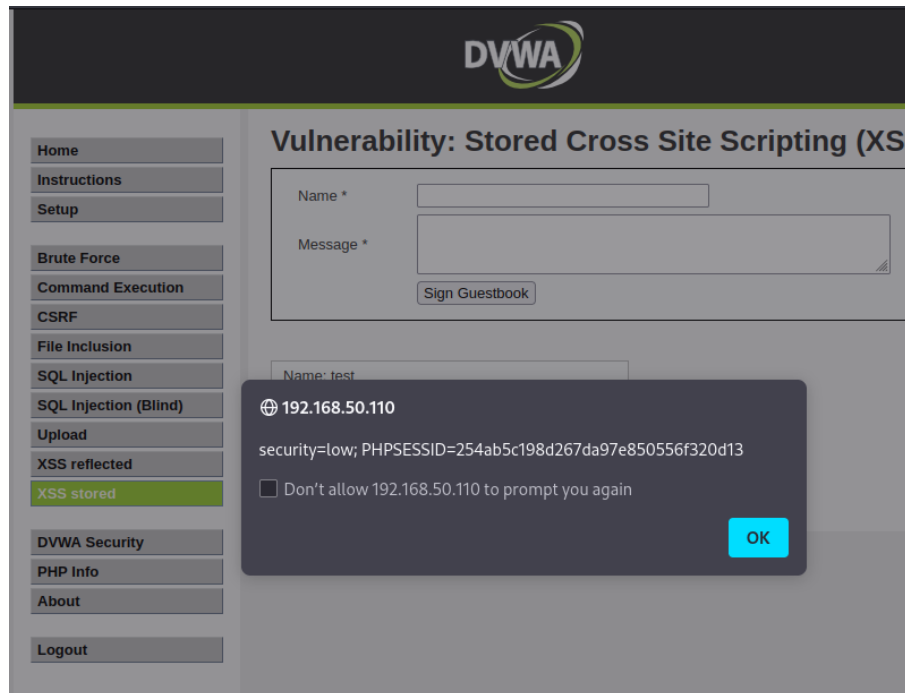 DVWA
Home
Instructions
Setup
Brute Force
Command Execution
CSRF
File Inclusion
SQL Injection
SQL Injection (Blind)
Upload
XSS reflected
XSS stored
DVWA Security
PHP Info
About
Logout
Vulnerability: Stored Cross Site Scripting (XS
Name *
Message *
Sign Guestbook
Name: test
192.168.50.110
security=low; PHPSESSID=254ab5c198d267da97e850556f320d13
Don't allow 192.168.50.110 to prompt you again
OK